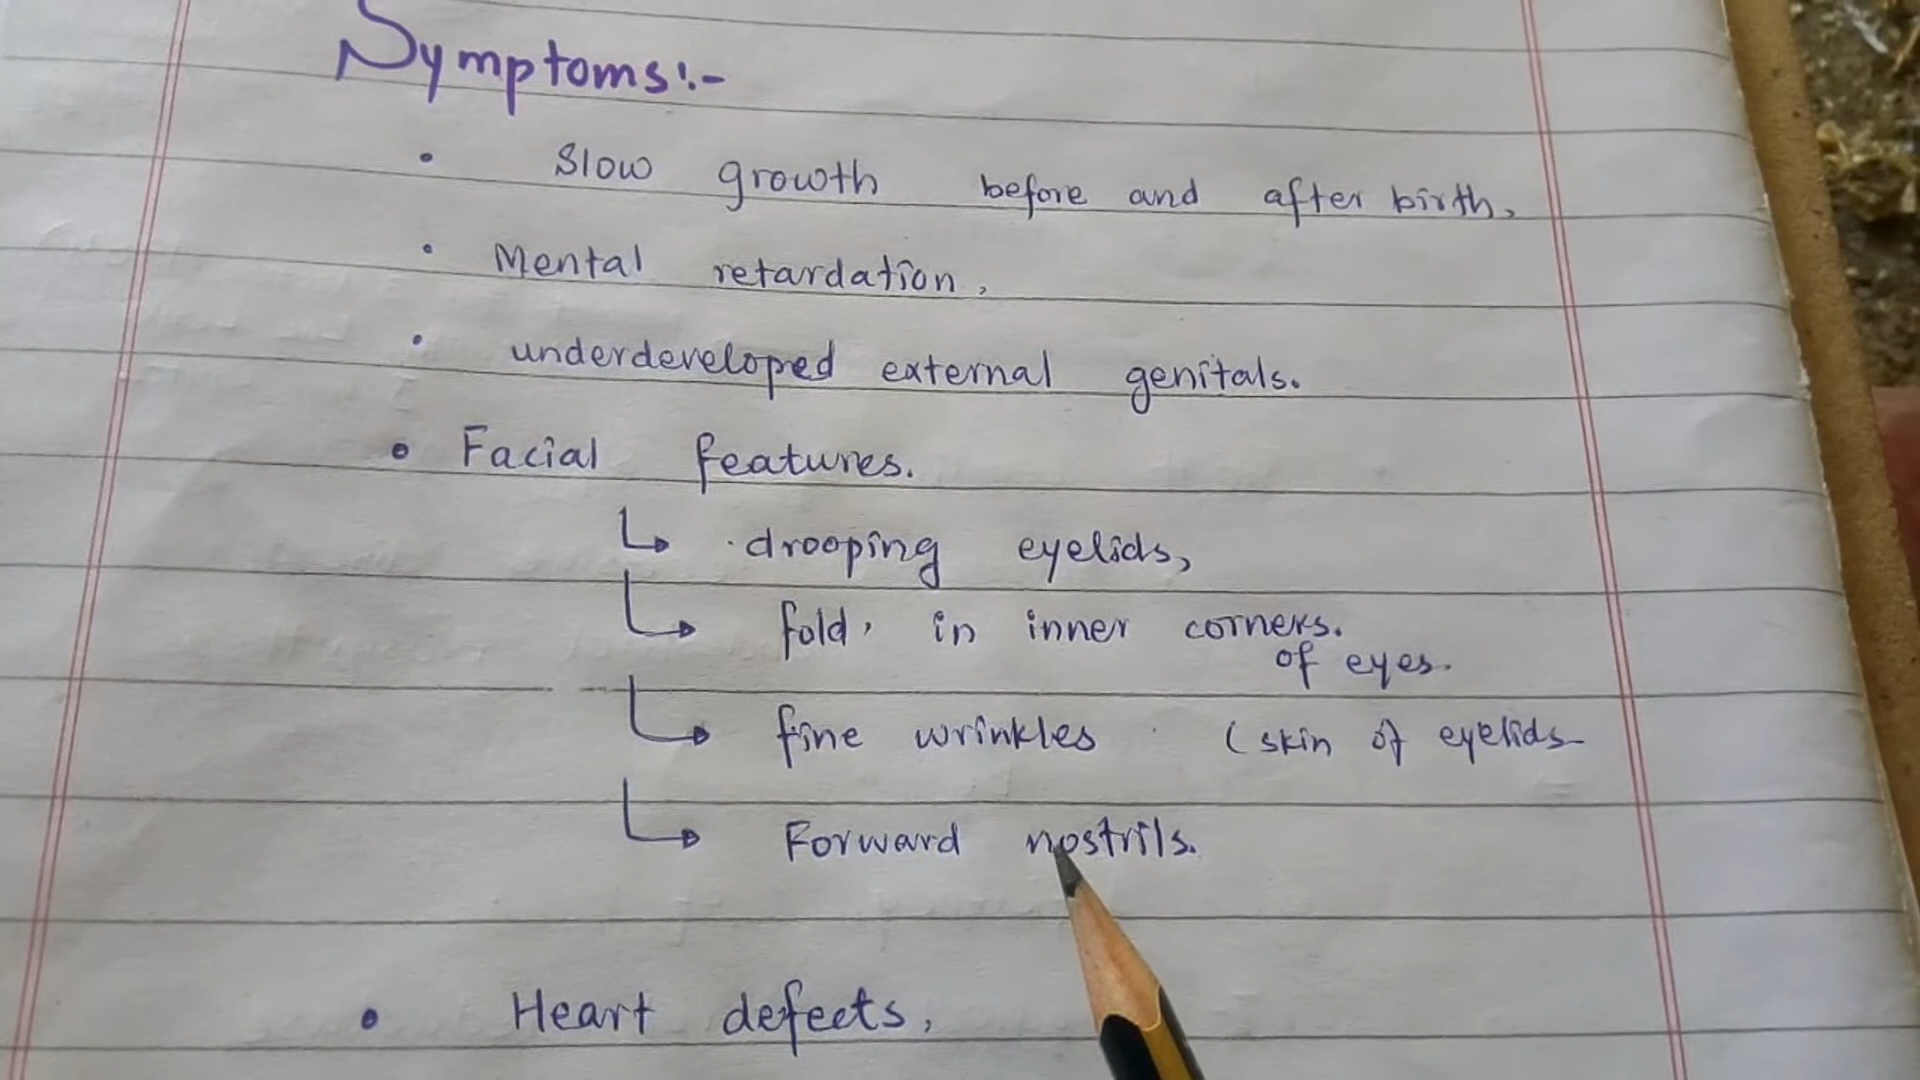 Symptoms:-
• Slow growth before and after birth,
• Mental retardation,
• underdeveloped external genitals.
• Facial features.
↳ drooping eyelids,
↳ fold, in inner corners.
of eyes.
↳ fine wrinkles (skin of eyelids
↳ Forward nostrils.
• Heart defects,